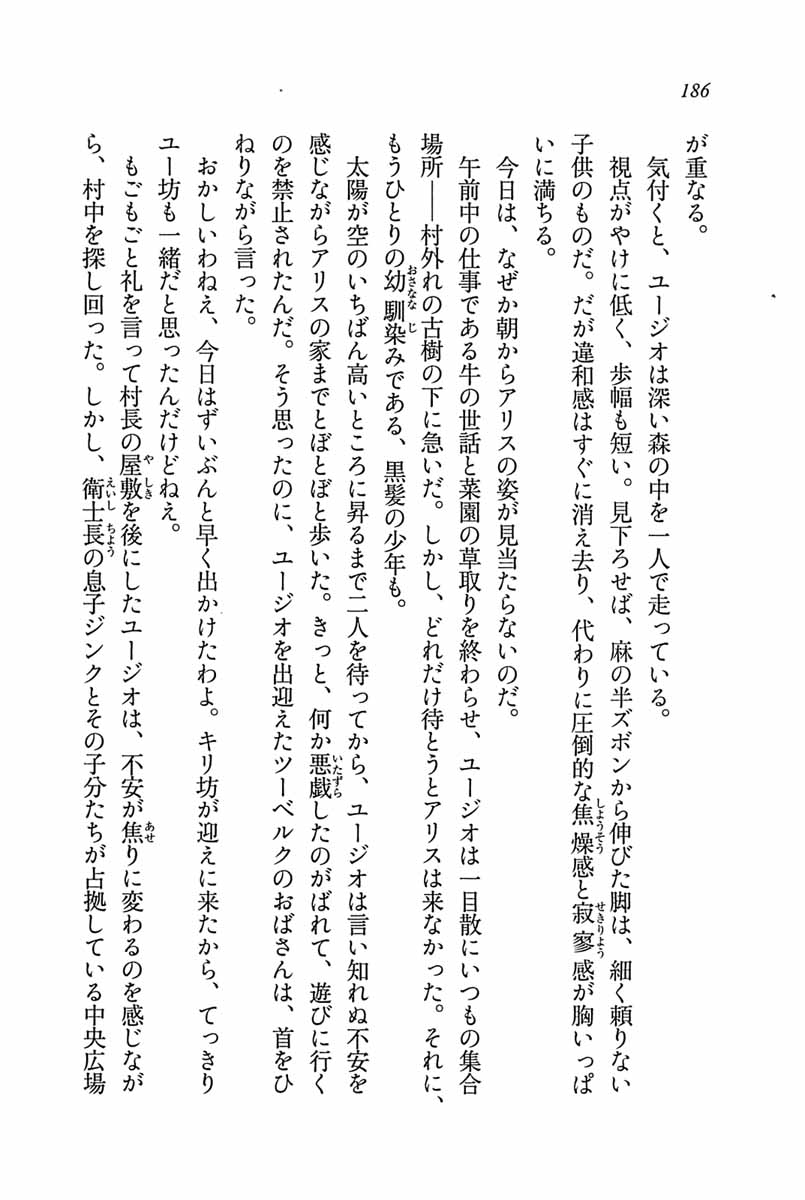 186
が重なる。
気付くと、ユージオは深い森の中を一人で走っている。
視点がやけに低く、歩幅も短い。見下ろせば、麻の半ズボンから伸びた脚は、細く頼りない
子供のものだ。だが違和感はすぐに消え去り、代わりに圧倒的な焦燥感と寂寥感が胸いっぱ
いに満ちる。
今日は、なぜか朝からアリスの姿が見当たらないのだ。
午前中の仕事である牛の世話と菜園の草取りを終わらせ、ユージオは一目散にいつもの集合
場所――村外れの古樹の下に急いだ。しかし、どれだけ待とうとアリスは来なかった。それに、
もうひとりの幼馴染みである、黒髪の少年も。
太陽が空のいちばん高いところに昇るまで二人を待ってから、ユージオは言い知れぬ不安を
感じながらアリスの家までとぼとぼと歩いた。きっと、何か悪戯したのがばれて、遊びに行く
のを禁止されたんだ。そう思ったのに、ユージオを出迎えたツーベルクのおばさんは、首をひ
ねりながら言った。
おかしいわねえ、今日はずいぶんと早く出かけたわよ。キリ坊が迎えに来たから、てっきり
ユー坊も一緒だと思ったんだけどねえ。
もごもごと礼を言って村長の屋敷を後にしたユージオは、不安が焦りに変わるのを感じなが
ら、村中を探し回った。しかし、衛士長の息子ジンクとその子分たちが占拠している中央広場